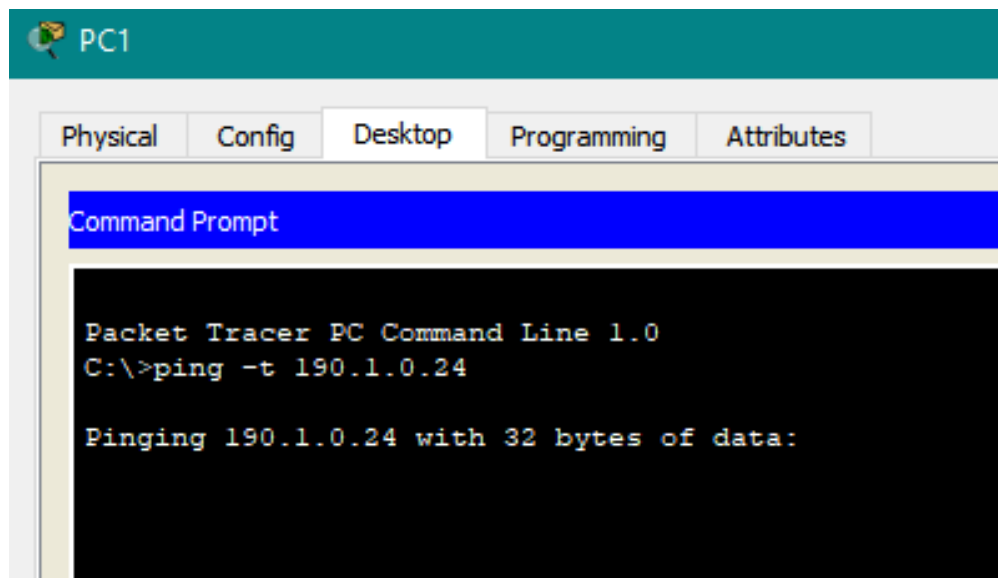 PC1
Physical Config Desktop Programming Attributes
Command Prompt
Packet Tracer PC Command Line 1.0
C:\>ping -t 190.1.0.24
Pinging 190.1.0.24 with 32 bytes of data: